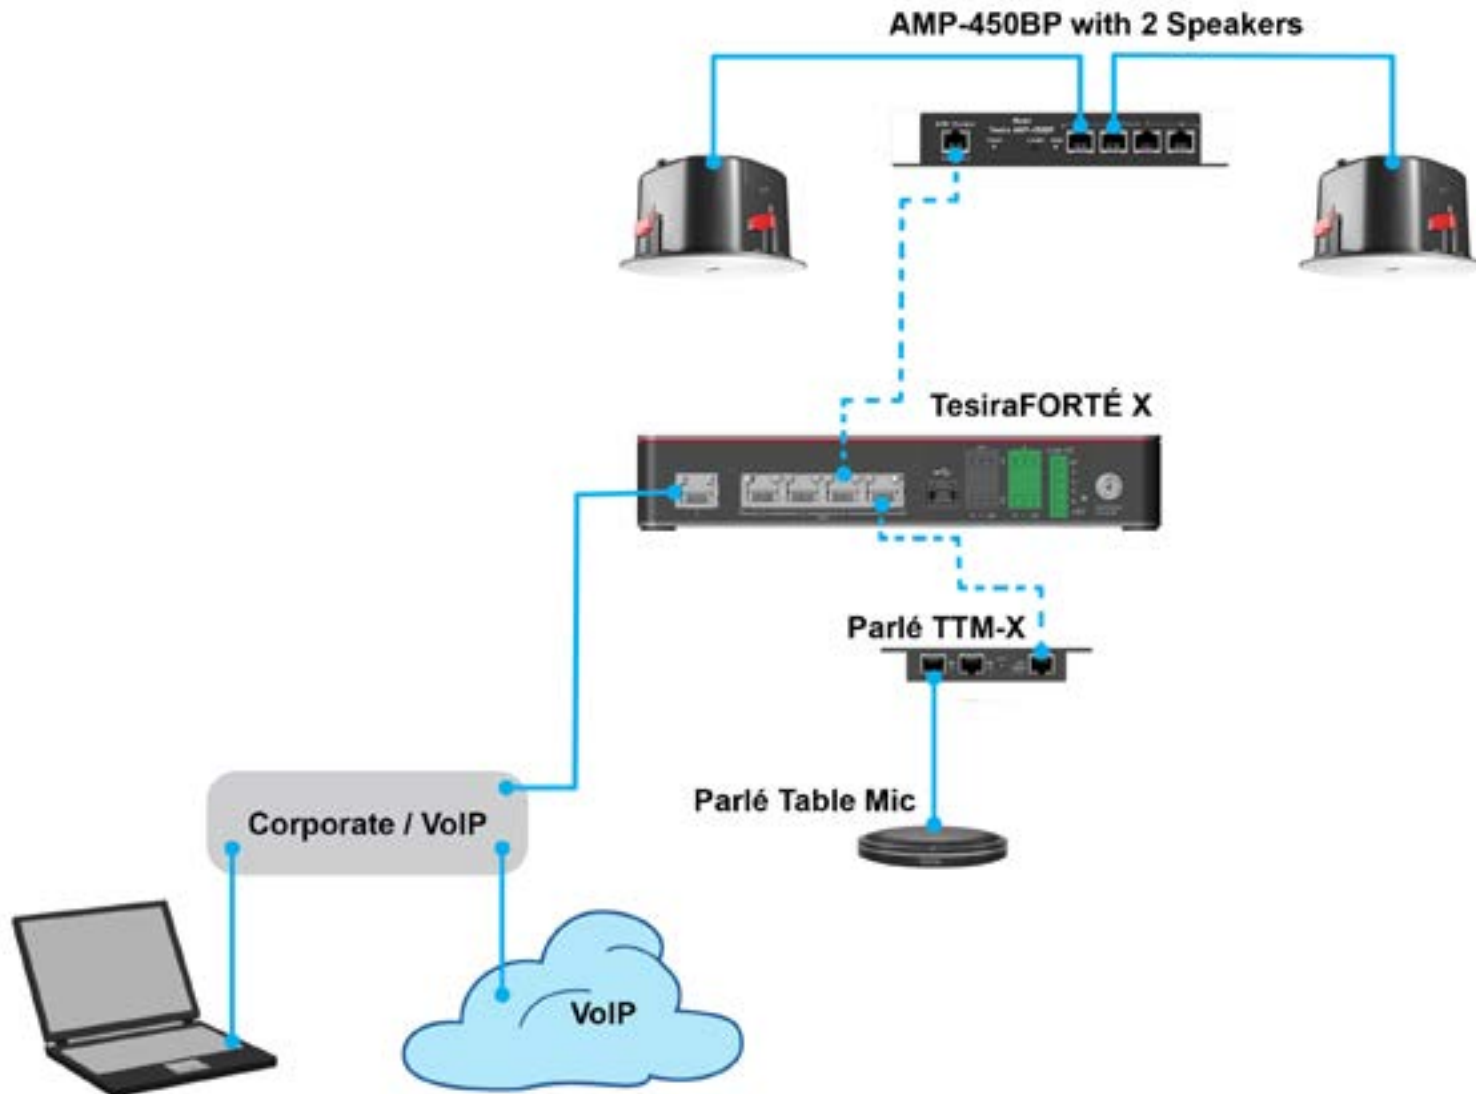 AMP-450BP with 2 Speakers
TesiraFORTÉ X
Parlé TTM-X
Parlé Table Mic
Corporate / VoIP
VoIP